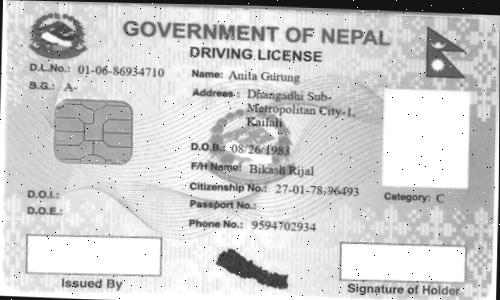 GOVERNMENT OF NEPAL
DRIVING LICENSE
D.L.No.: 01-06-86934710
B.G.: A-
Name: Anita Gurung
Address: Dhangadhi Sub-
Metropolitan City-1,
Kailali
D.O.B.: 08/26/1983
F/H Name: Bikash Rijal
Citizenship No.: 27-01-78-96493
Passport No.:
Phone No.: 9594702934
Category: C
D.O.I.:
D.O.E.:
Issued By
Signature of Holder